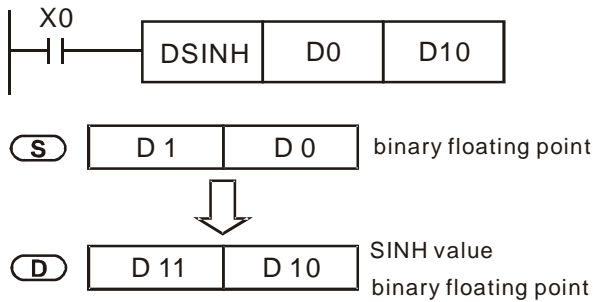 X0
DSINH D0 D10
S D 1 D 0 binary floating point
SINH value
D D 11 D 10
binary floating point